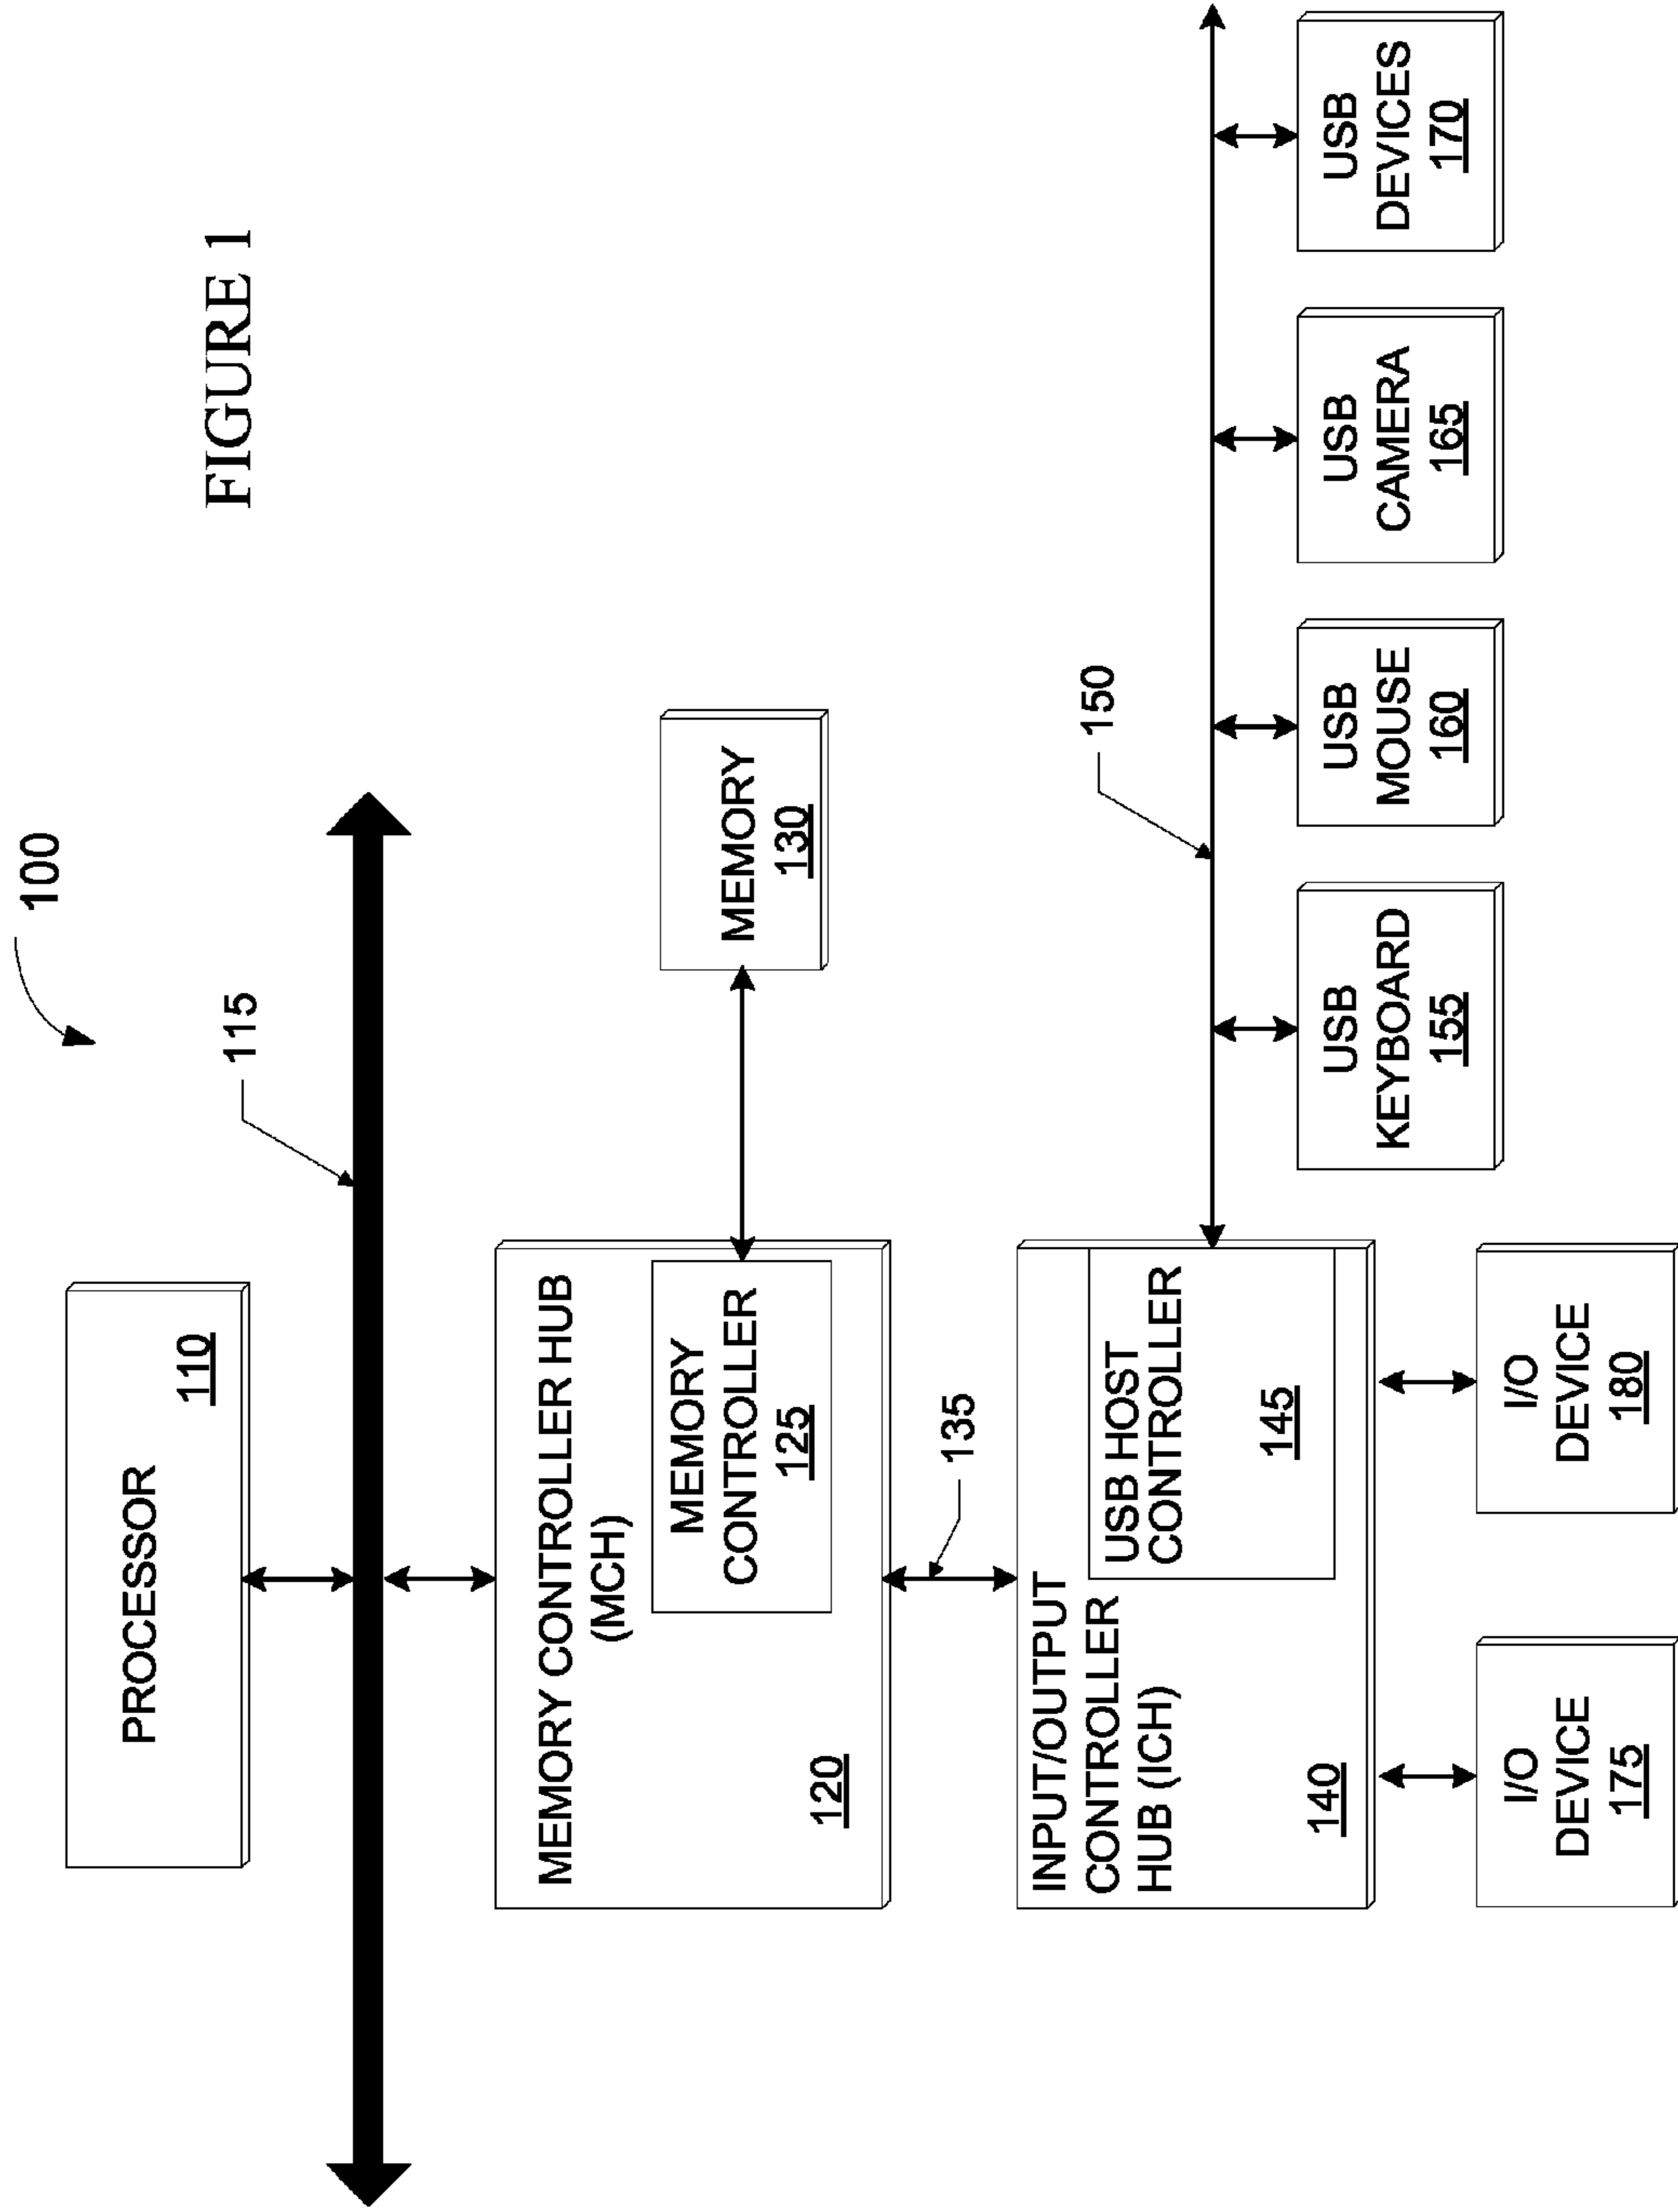 FIGURE 1
100
115
PROCESSOR
110
MEMORY CONTROLLER HUB
(MCH)
MEMORY
CONTROLLER
125
120
MEMORY
130
135
INPUT/OUTPUT
CONTROLLER
HUB (ICH)
140
USB HOST
CONTROLLER
145
150
USB
KEYBOARD
155
USB
MOUSE
160
USB
CAMERA
165
USB
DEVICES
170
I/O
DEVICE
175
I/O
DEVICE
180